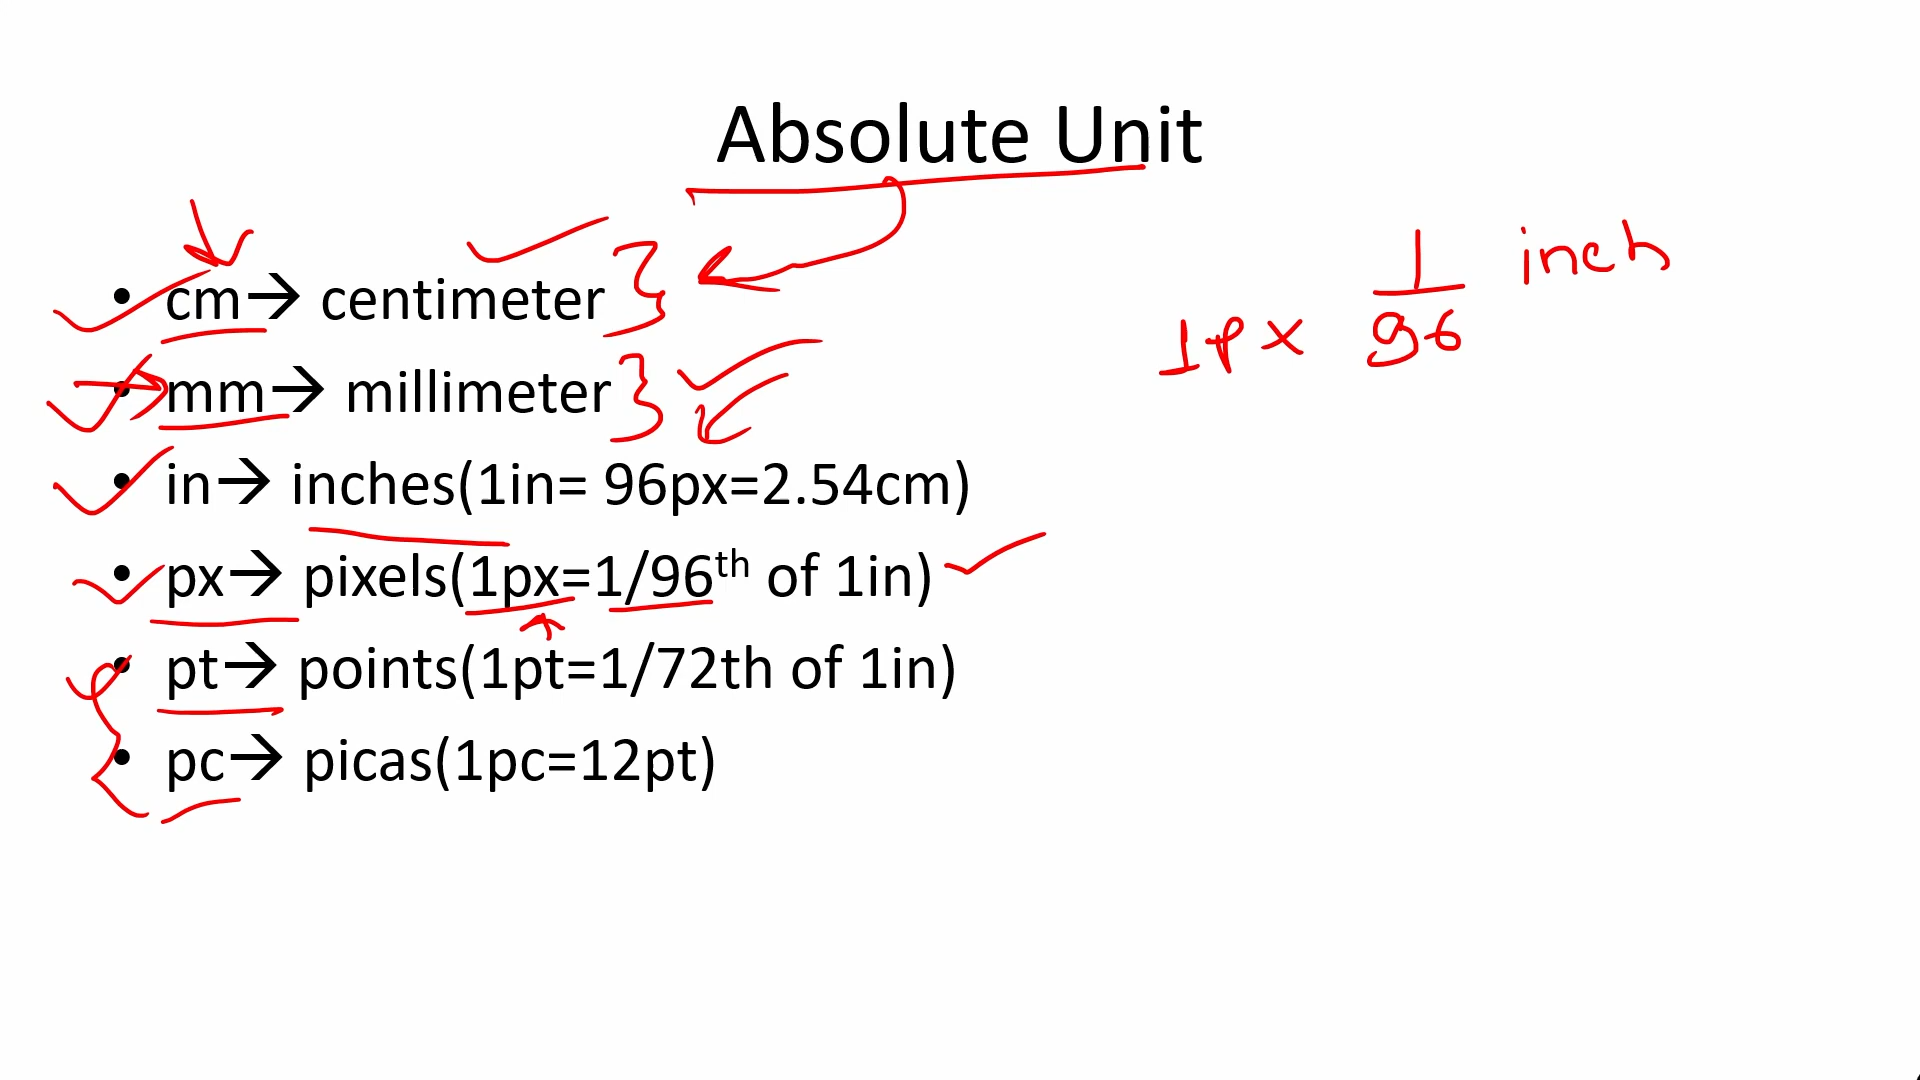 Absolute Unit
• cm→ centimeter
• mm→ millimeter
• in→ inches(1in= 96px=2.54cm)
• px→ pixels(1px=1/96th of 1in)
• pt→ points(1pt=1/72th of 1in)
• pc→ picas(1pc=12pt)
1px 1/96 inch